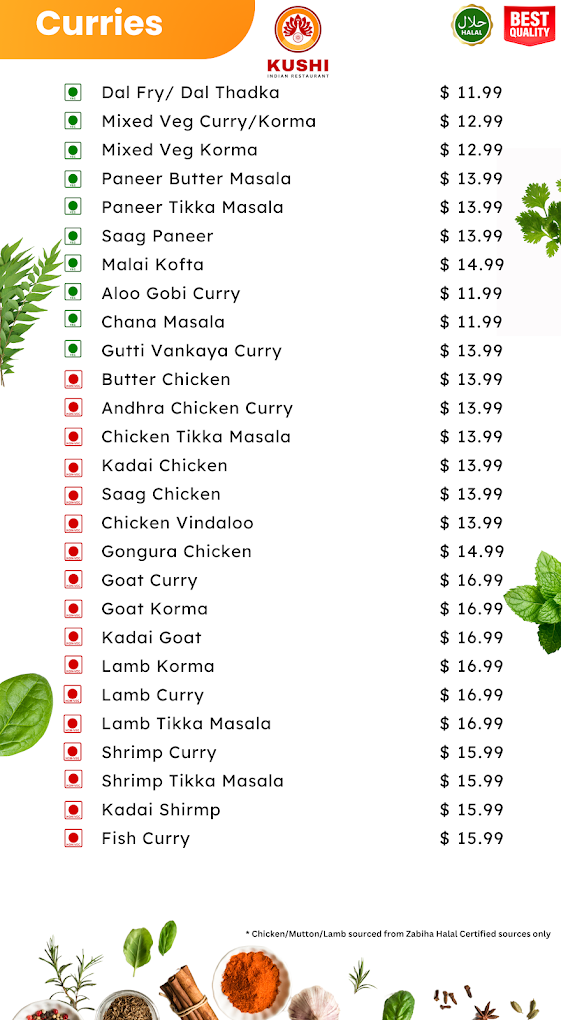 Curries
KUSHI
INDIAN RESTAURANT
حلال
HALAL
BEST
QUALITY
Dal Fry/ Dal Thadka $ 11.99
Mixed Veg Curry/Korma $ 12.99
Mixed Veg Korma $ 12.99
Paneer Butter Masala $ 13.99
Paneer Tikka Masala $ 13.99
Saag Paneer $ 13.99
Malai Kofta $ 14.99
Aloo Gobi Curry $ 11.99
Chana Masala $ 11.99
Gutti Vankaya Curry $ 13.99
Butter Chicken $ 13.99
Andhra Chicken Curry $ 13.99
Chicken Tikka Masala $ 13.99
Kadai Chicken $ 13.99
Saag Chicken $ 13.99
Chicken Vindaloo $ 13.99
Gongura Chicken $ 14.99
Goat Curry $ 16.99
Goat Korma $ 16.99
Kadai Goat $ 16.99
Lamb Korma $ 16.99
Lamb Curry $ 16.99
Lamb Tikka Masala $ 16.99
Shrimp Curry $ 15.99
Shrimp Tikka Masala $ 15.99
Kadai Shirmp $ 15.99
Fish Curry $ 15.99
* Chicken/Mutton/Lamb sourced from Zabiha Halal Certified sources only